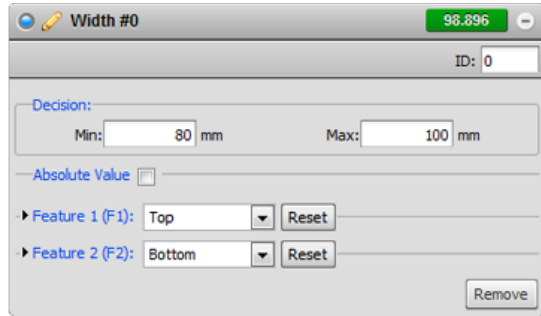 Width #0 98.896
ID: 0
Decision:
Min: 80 mm Max: 100 mm
Absolute Value
Feature 1 (F1): Top Reset
Feature 2 (F2): Bottom Reset
Remove